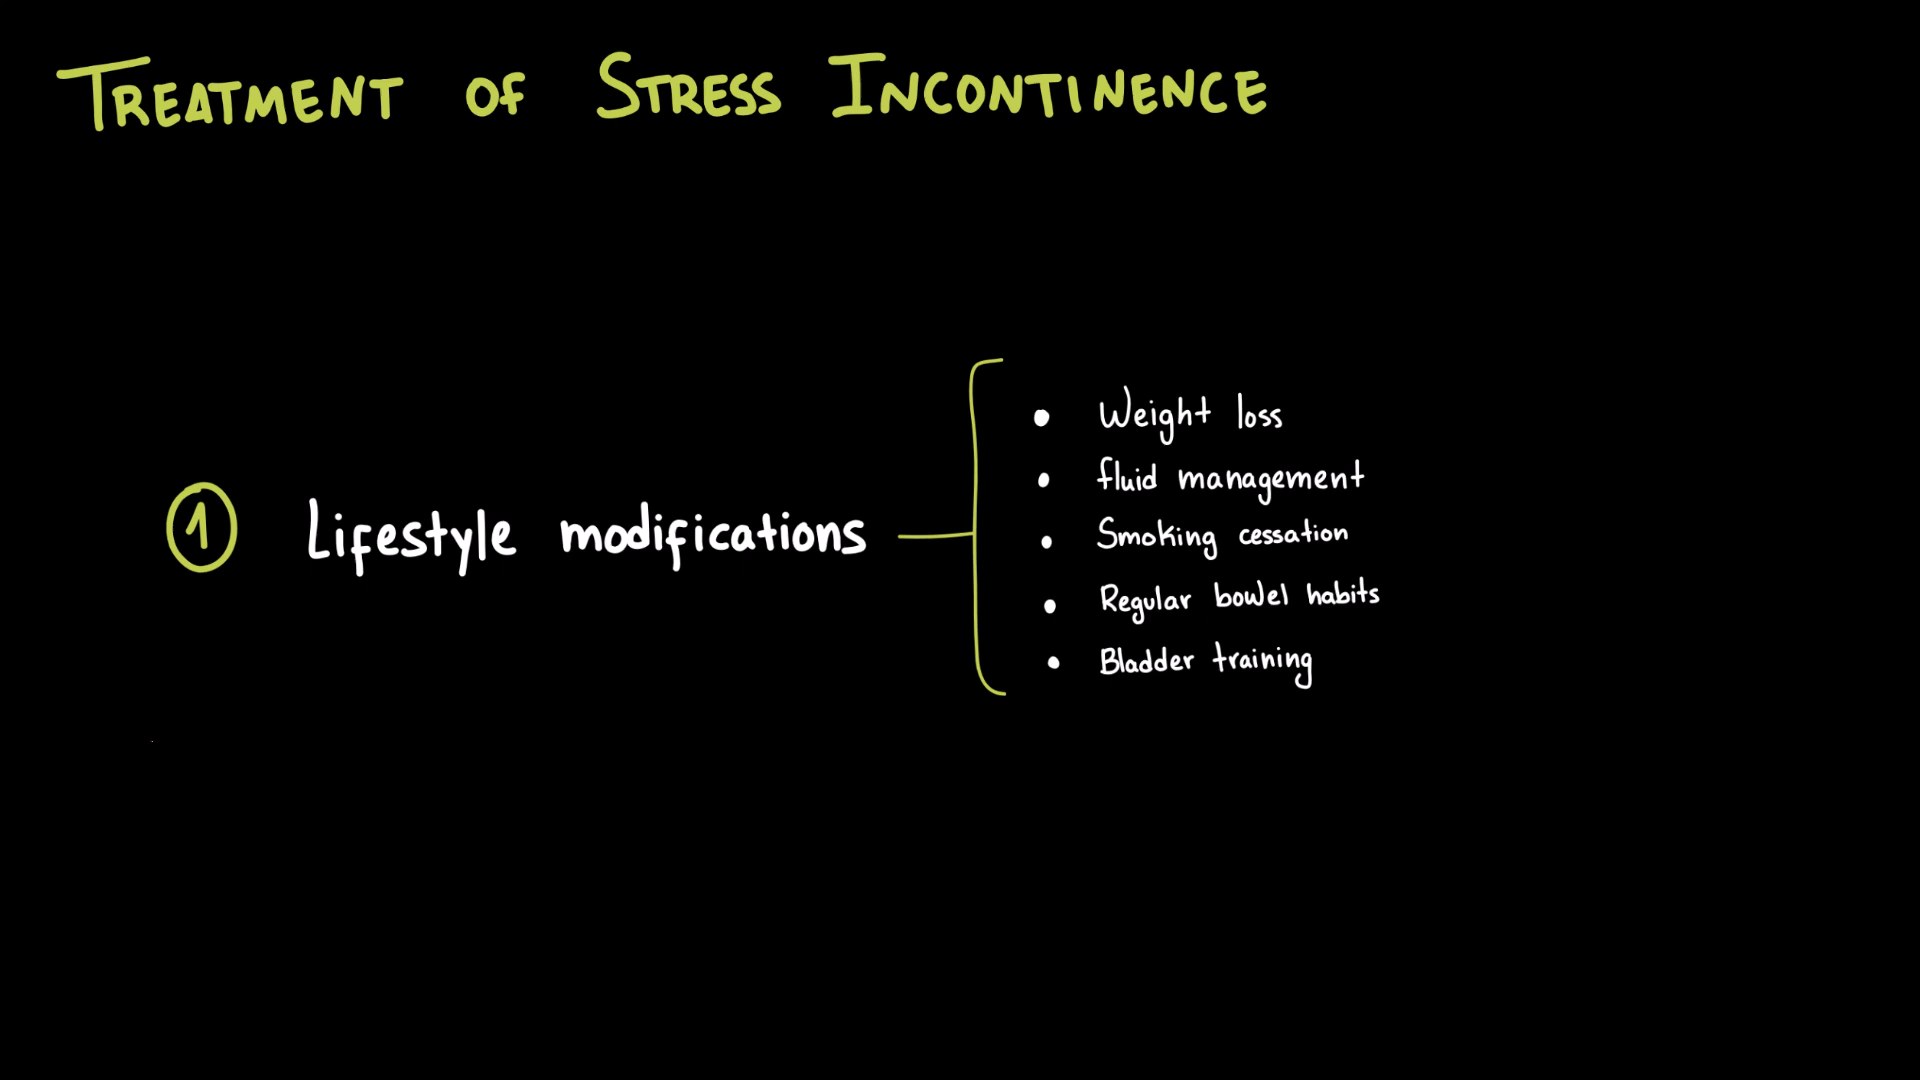 TREATMENT OF STRESS INCONTINENCE
1 Lifestyle modifications
• Weight loss
• fluid management
• Smoking cessation
• Regular bowel habits
• Bladder training